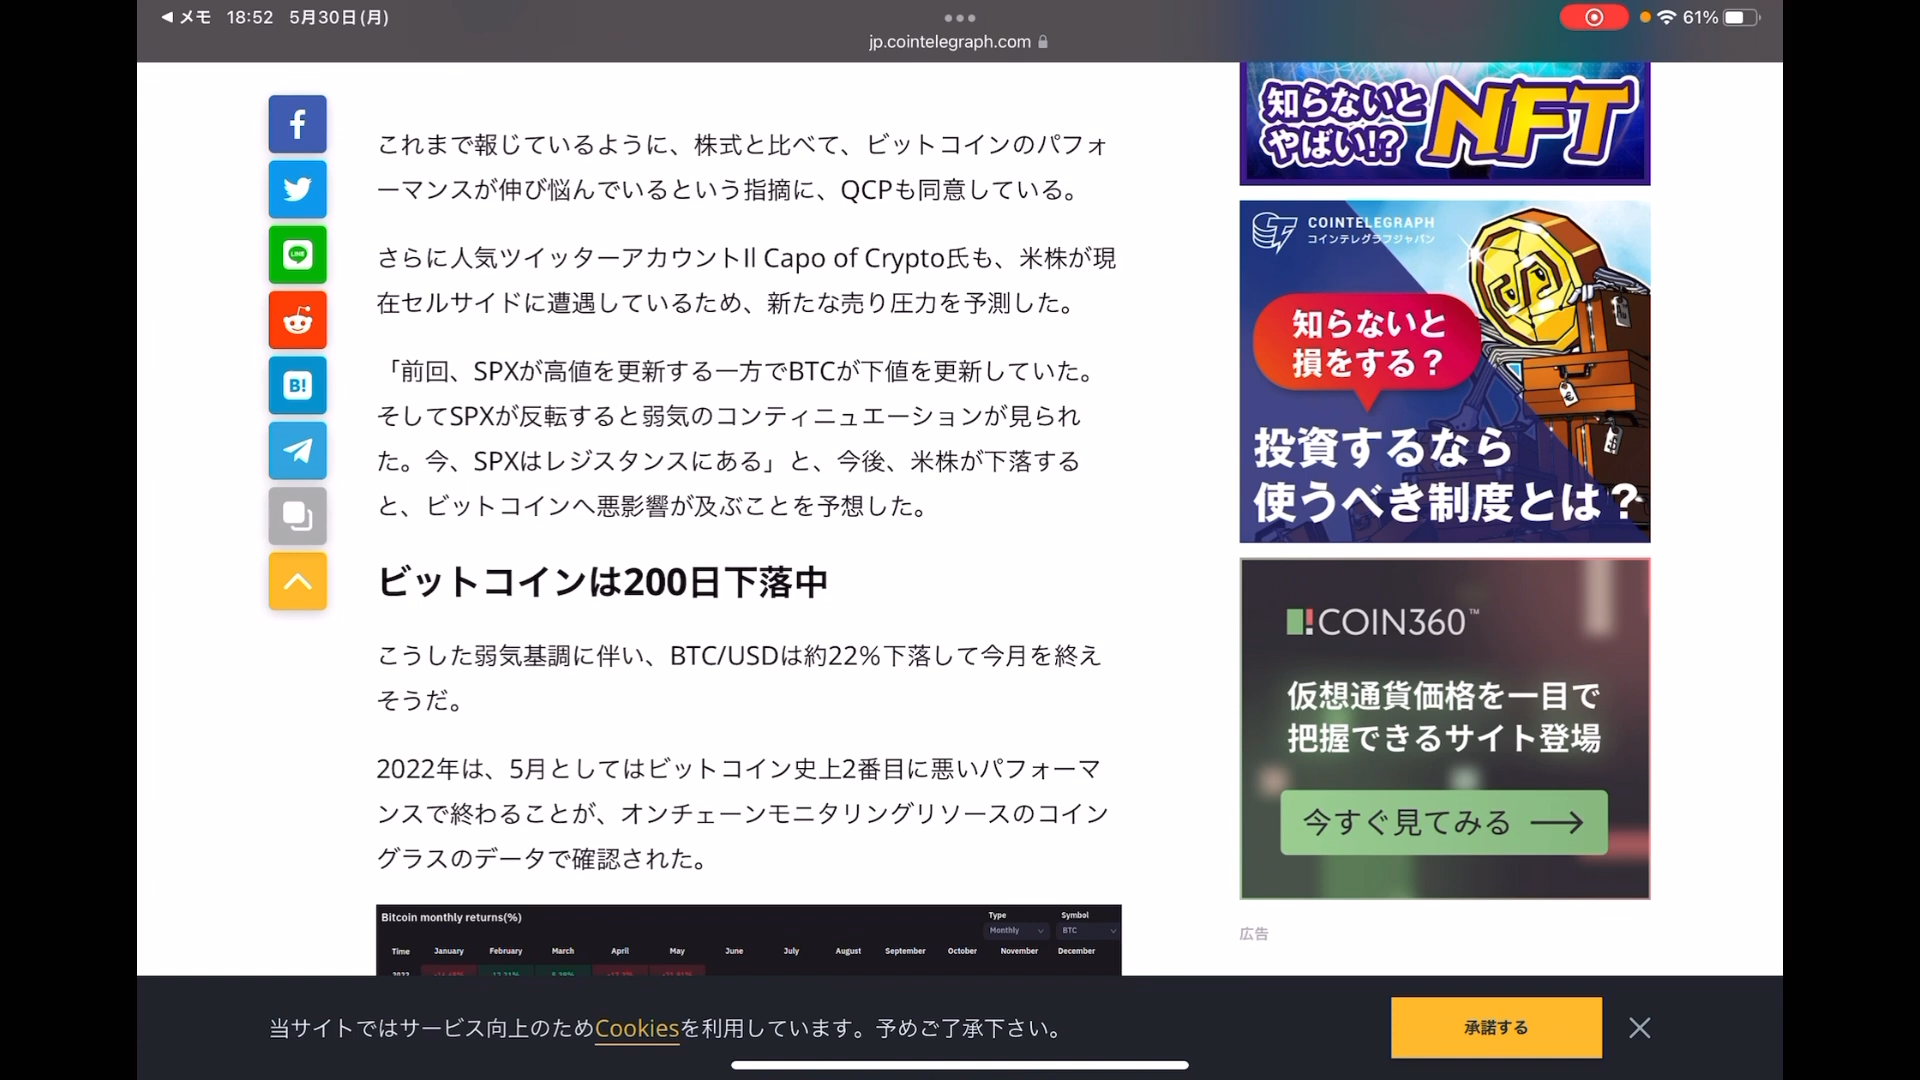 メモ 18:52 5月30日(月)
jp.cointelegraph.com
61%
これまで報じているように、株式と比べて、ビットコインのパフォ
ーマンスが伸び悩んでいるという指摘に、QCPも同意している。
さらに人気ツイッターアカウントIl Capo of Crypto氏も、米株が現
在セルサイドに遭遇しているため、新たな売り圧力を予測した。
「前回、SPXが高値を更新する一方でBTCが下値を更新していた。
そしてSPXが反転すると弱気のコンティニュエーションが見られ
た。今、SPXはレジスタンスにある」と、今後、米株が下落する
と、ビットコインへ悪影響が及ぶことを予想した。
ビットコインは200日下落中
こうした弱気基調に伴い、BTC/USDは約22%下落して今月を終え
そうだ。
2022年は、5月としてはビットコイン史上2番目に悪いパフォーマ
ンスで終わることが、オンチェーンモニタリングリソースのコイン
グラスのデータで確認された。
Bitcoin monthly returns(%)
Type Symbol
Monthly BTC
Time January February March April May June July August September October November December
LINE
B!
知らないと
やばい!?
NFT
COINTELEGRAPH
コインテレグラフジャパン
知らないと
損をする?
投資するなら
使うべき制度とは?
COIN360™
仮想通貨価格を一目で
把握できるサイト登場
今すぐ見てみる
広告
当サイトではサービス向上のためCookiesを利用しています。予めご了承下さい。
承諾する